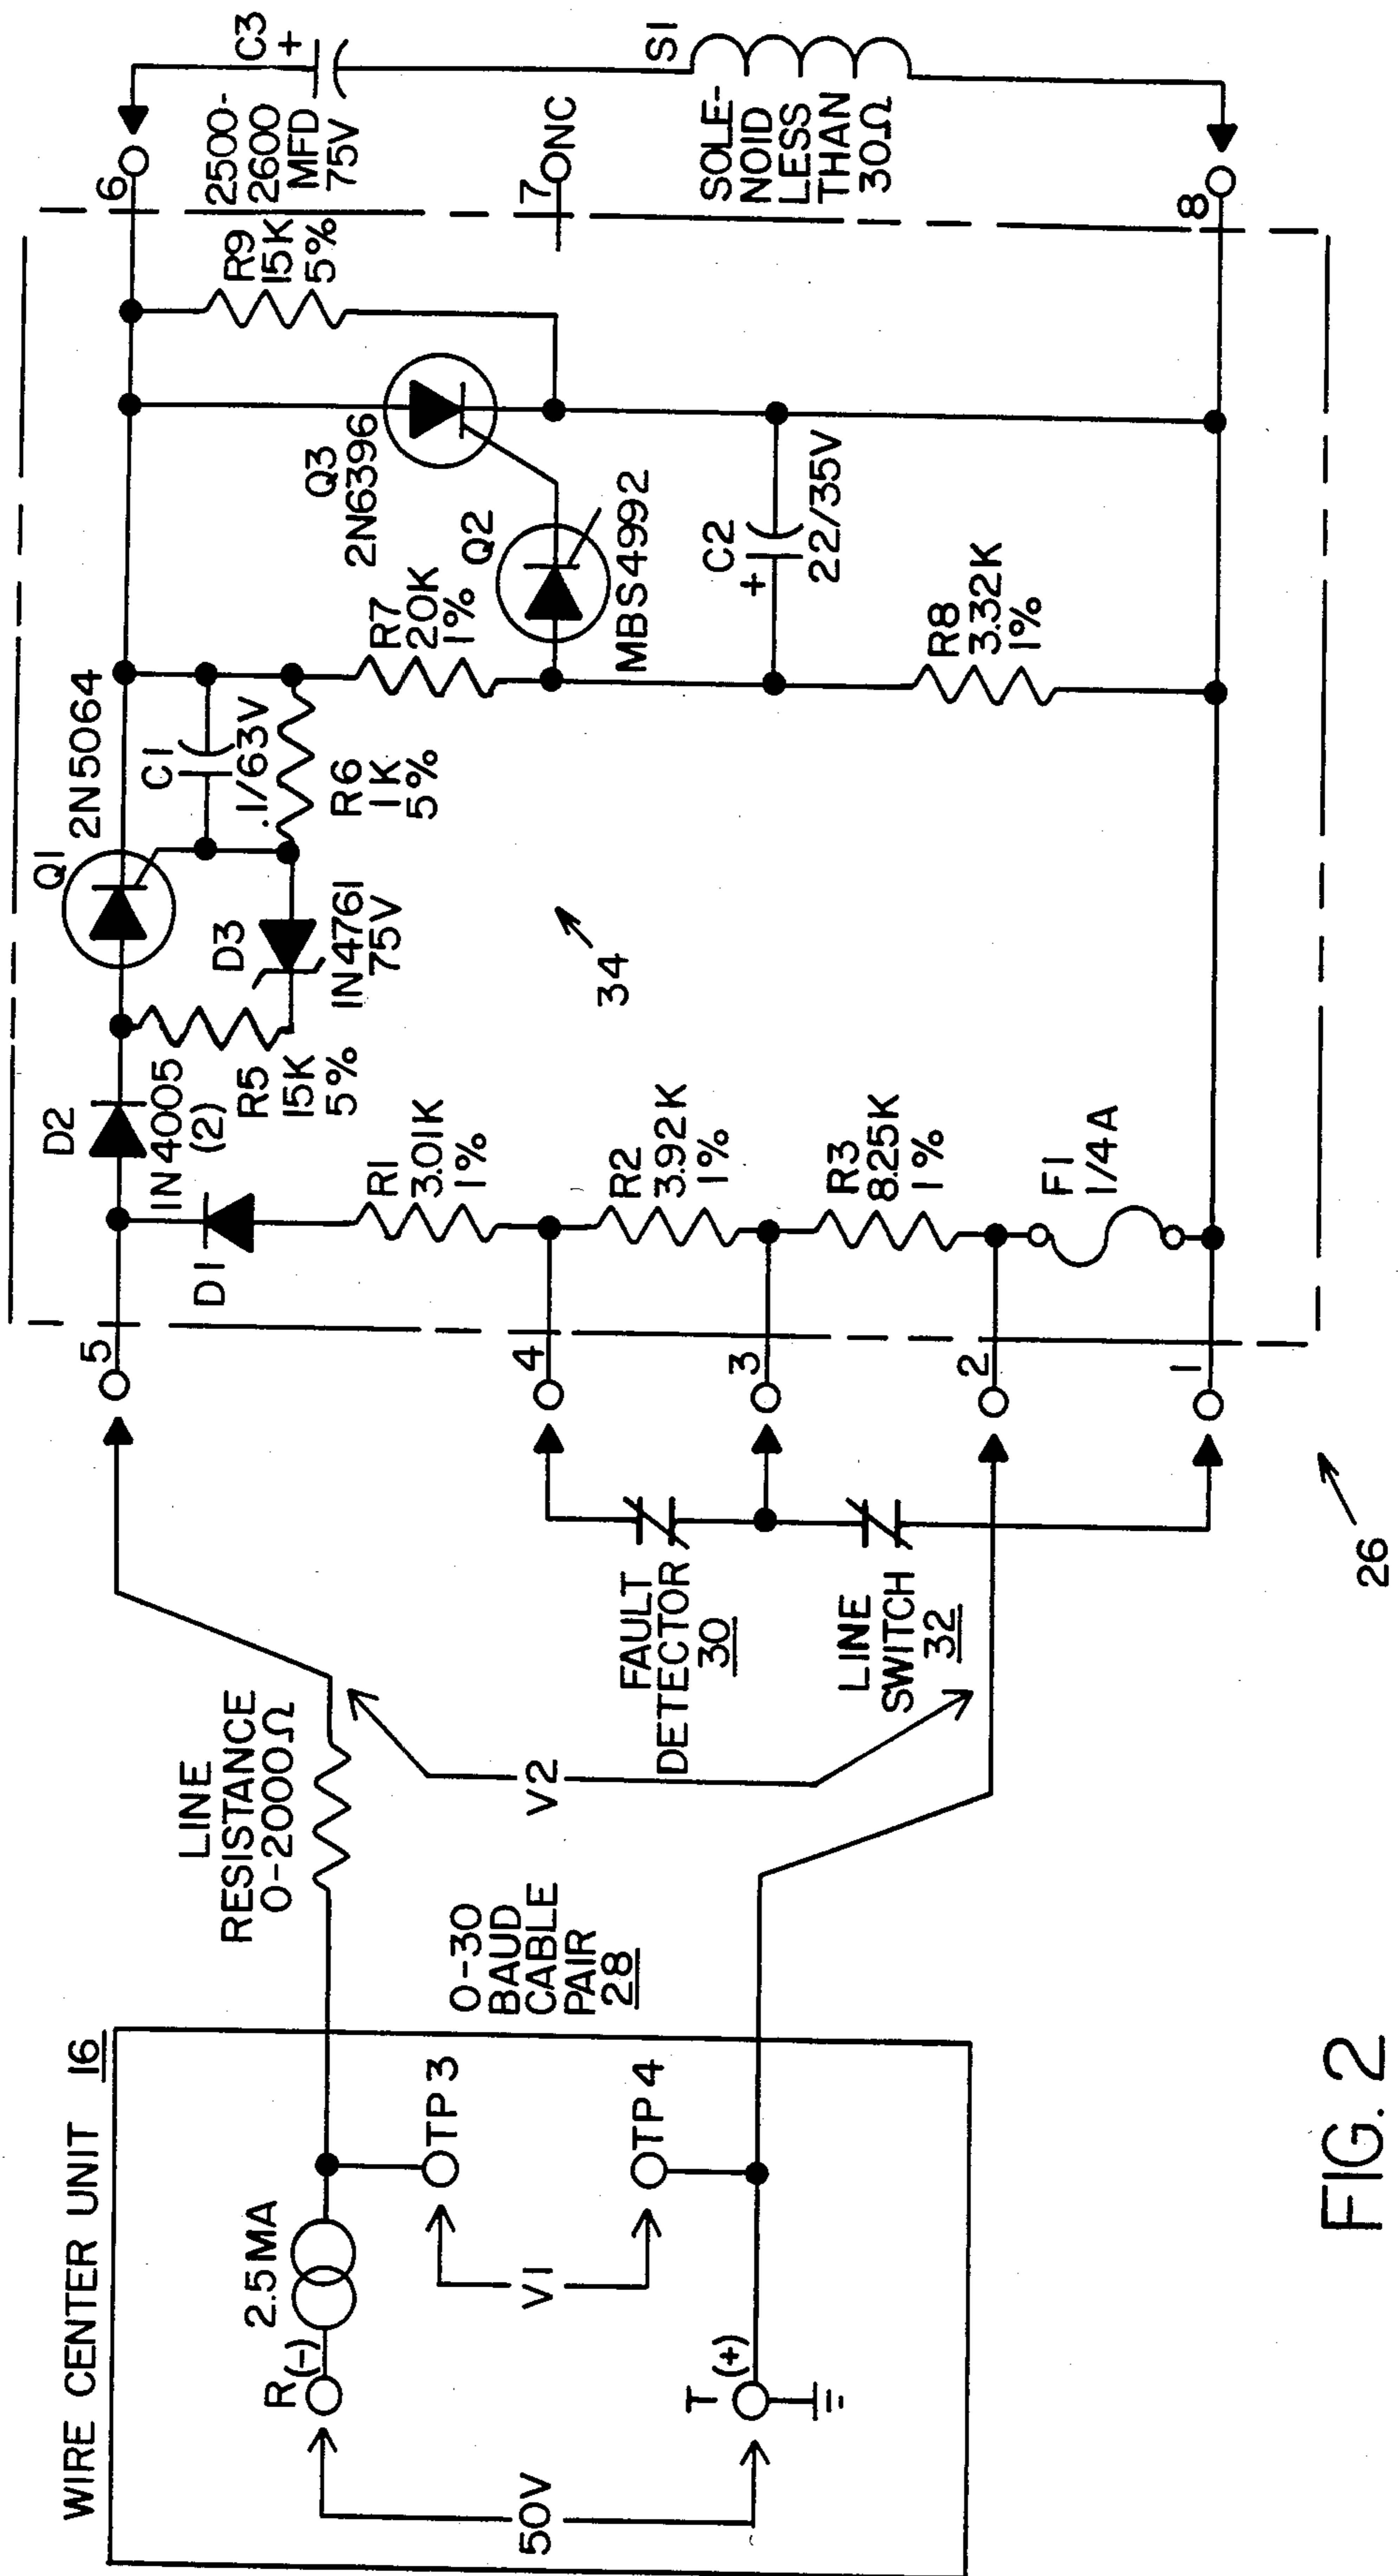 WIRE CENTER UNIT 16
R
(-)
2.5MA
50V
T
(+)
V1
TP3
TP4
LINE
RESISTANCE
0-2000Ω
0-30
BAUD
CABLE
PAIR
28
V2
FAULT
DETECTOR
30
LINE
SWITCH
32
5
4
3
2
1
26
D1
D2
1N4005
(2)
R1
3.01K
1%
R2
3.92K
1%
R3
8.25K
1%
F1
1/4A
R5
15K
5%
D3
1N4761
75V
34
Q1
2N5064
C1
.1/63V
R6
1K
5%
R7
20K
1%
Q2
MBS4992
Q3
2N6396
C2
+
22/35V
R8
3.32K
1%
R9
15K
5%
6
7
NC
8
2500-
2600
MFD
75V
C3
+
SOLE-
NOID
LESS
THAN
30Ω
S1
FIG. 2